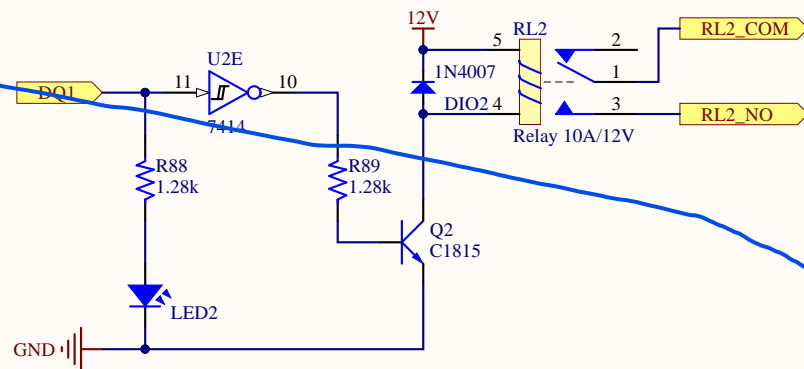 12V
RL2
RL2_COM
5
2
U2E
1N4007
1
DQ1
11
10
DIO2
4
3
RL2_NO
7414
Relay 10A/12V
R88
1.28k
R89
1.28k
Q2
C1815
LED2
GND